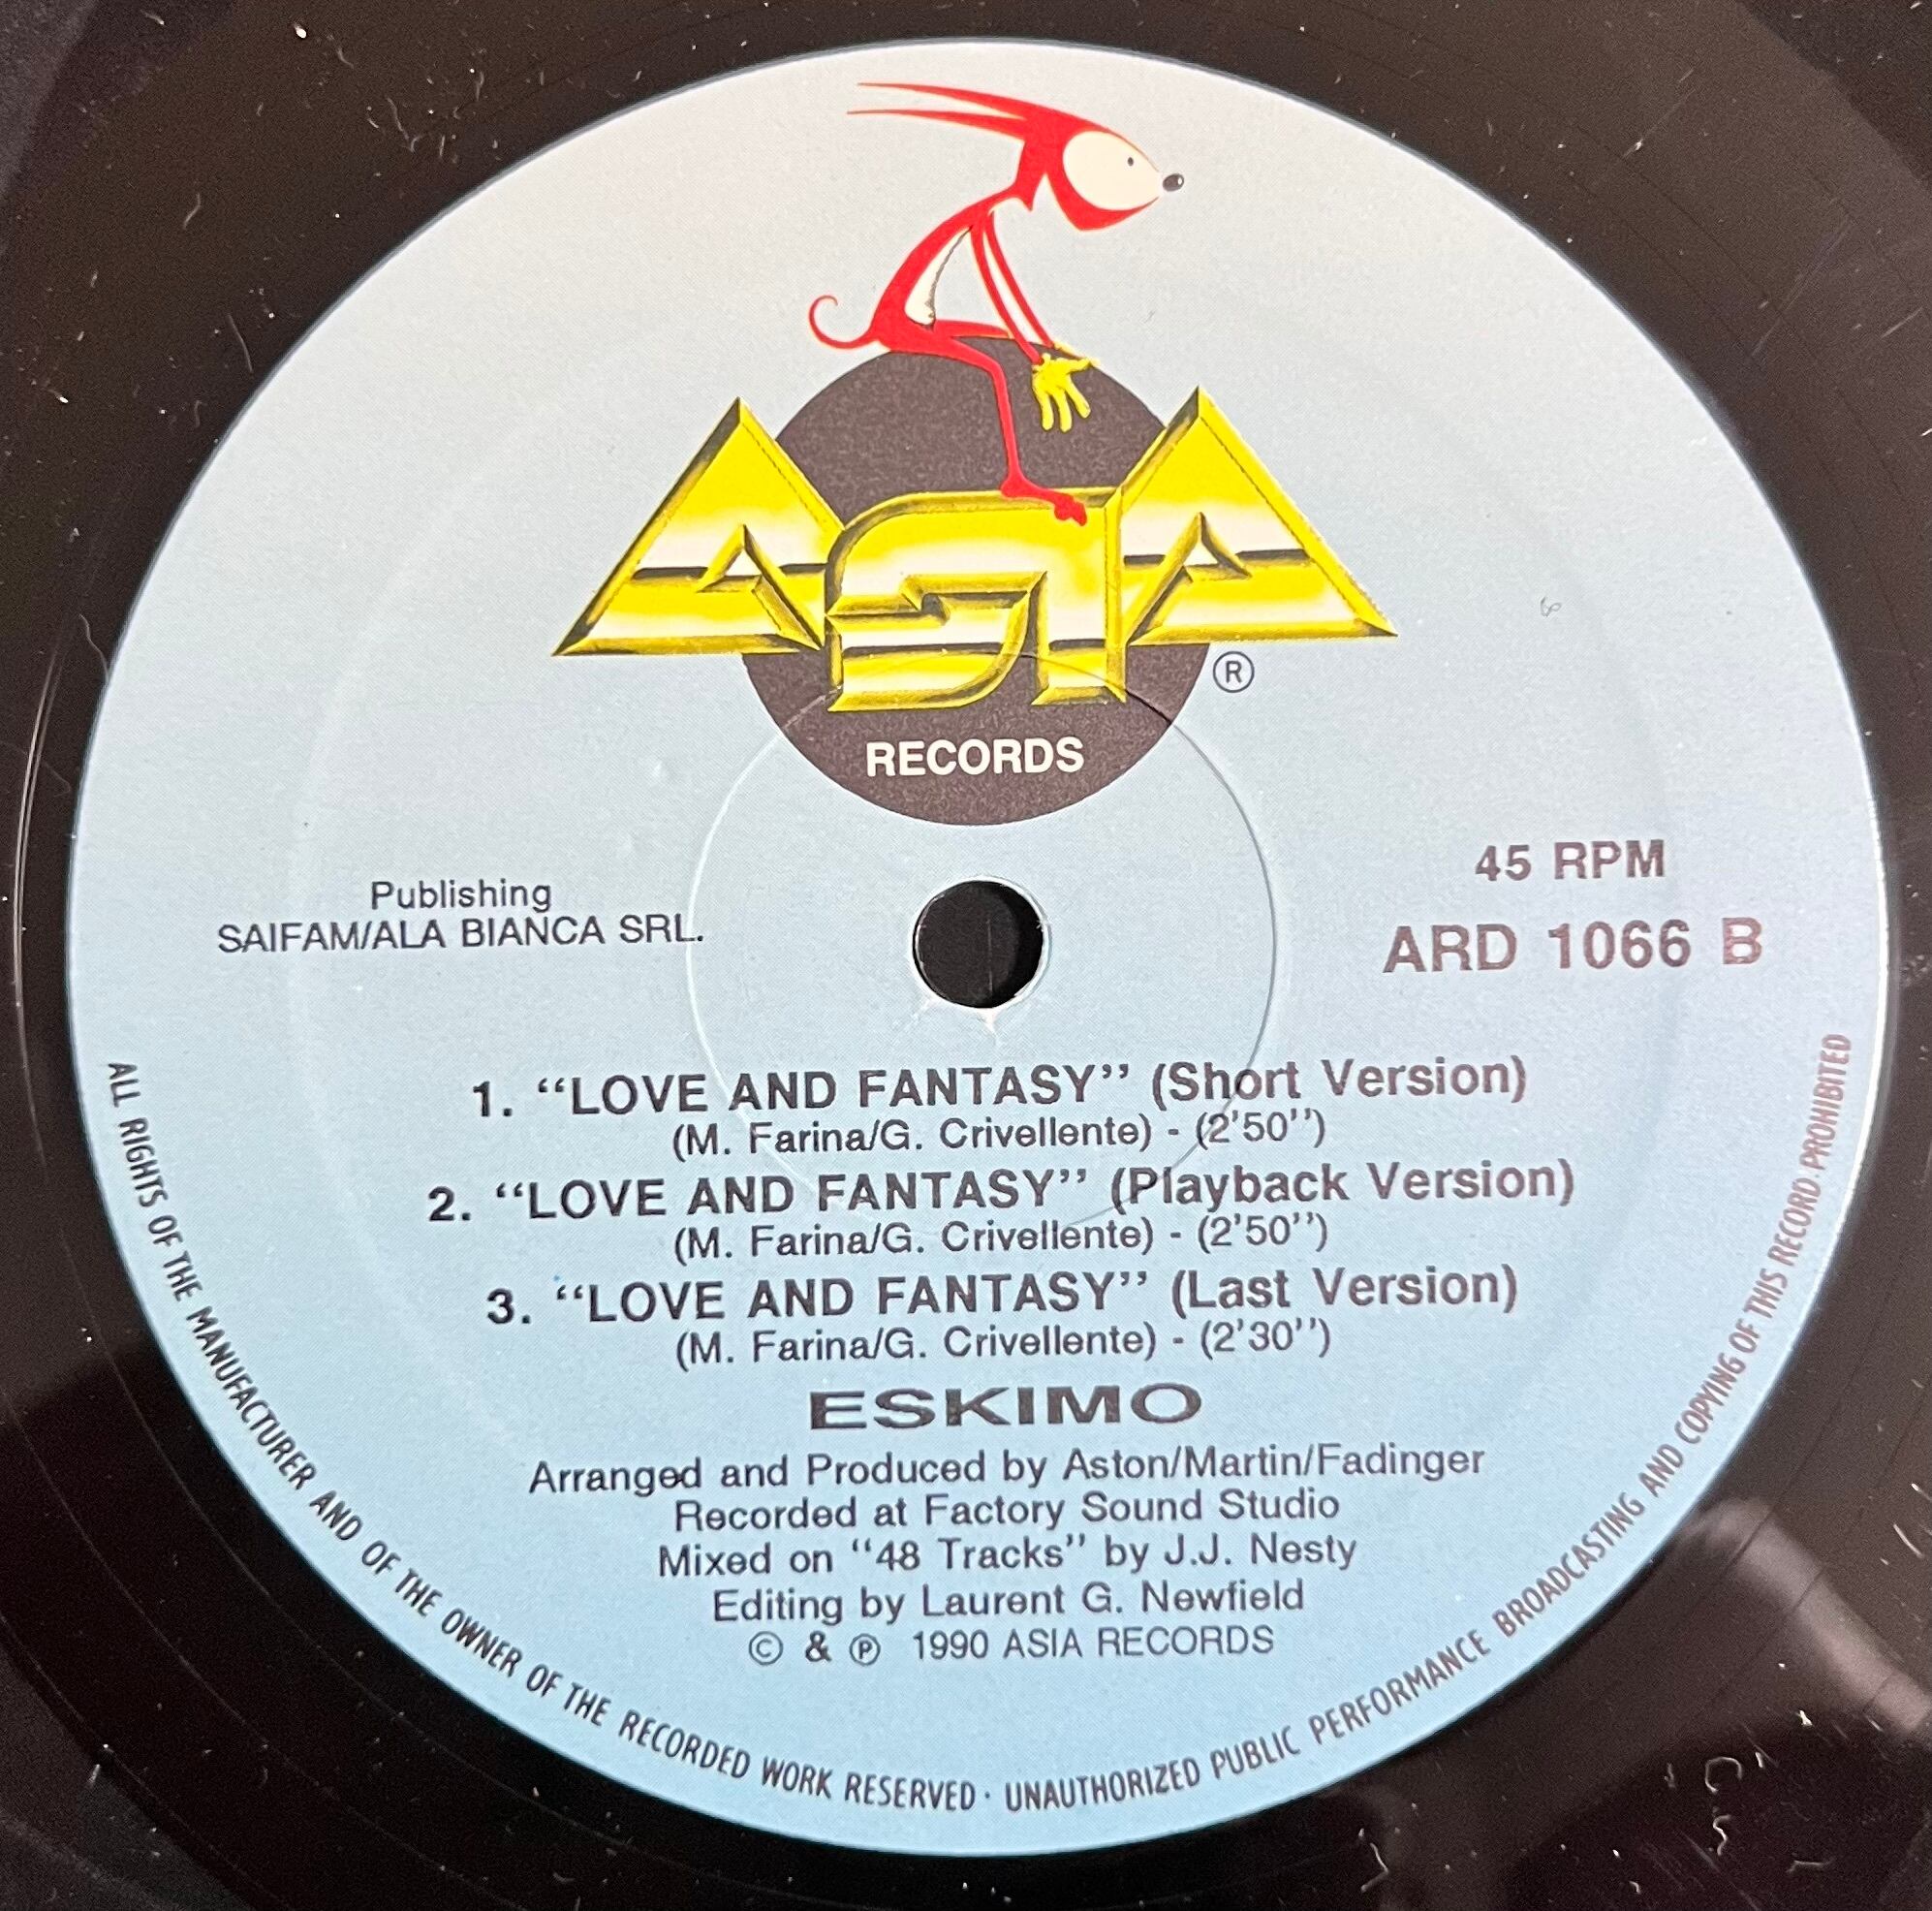 ASIA
®
RECORDS
Publishing
SAIFAM/ALA BIANCA SRL.
45 RPM
ARD 1066 B
1. “LOVE AND FANTASY” (Short Version)
(M. Farina/G. Crivellente) - (2'50'')
2. “LOVE AND FANTASY” (Playback Version)
(M. Farina/G. Crivellente) - (2'50'')
3. “LOVE AND FANTASY” (Last Version)
(M. Farina/G. Crivellente) - (2'30'')
ESKIMO
Arranged and Produced by Aston/Martin/Fadinger
Recorded at Factory Sound Studio
Mixed on “48 Tracks” by J.J. Nesty
Editing by Laurent G. Newfield
© & ℗ 1990 ASIA RECORDS
ALL RIGHTS OF THE MANUFACTURER AND OF THE OWNER OF THE RECORDED WORK RESERVED · UNAUTHORIZED PUBLIC PERFORMANCE BROADCASTING AND COPYING OF THIS RECORD PROHIBITED